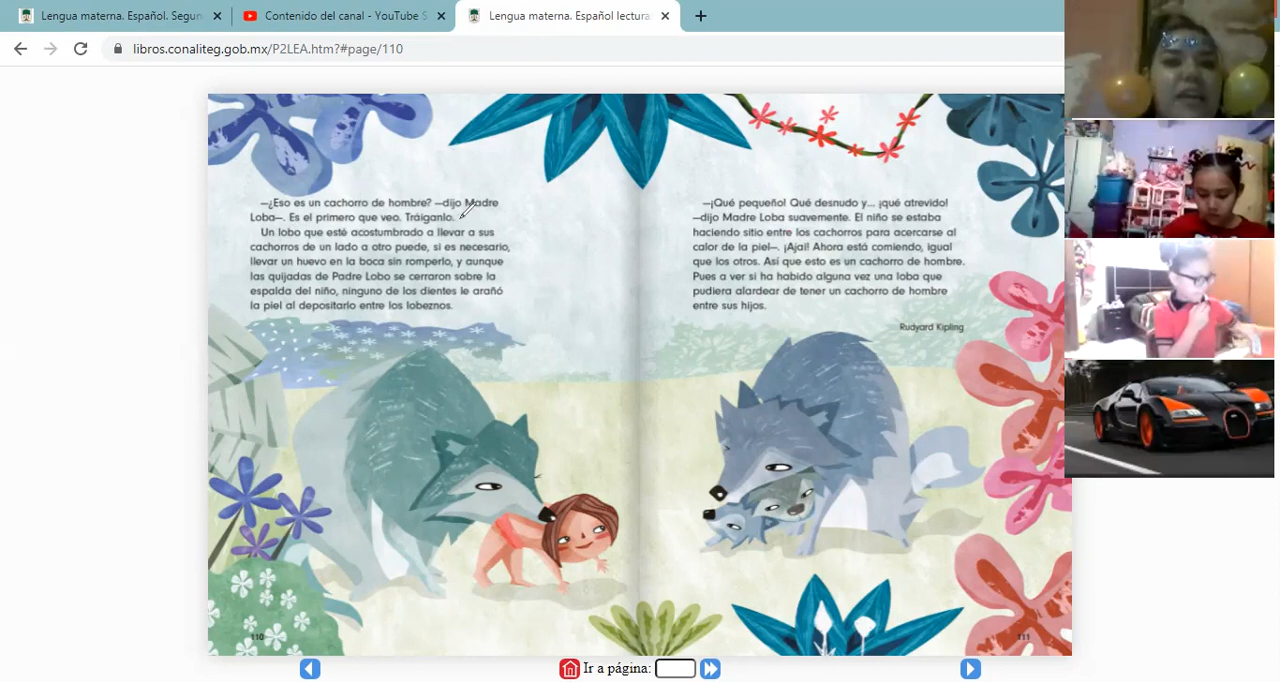 Lengua materna. Español. Segun
Contenido del canal - YouTube S
Lengua materna. Español lectura
libros.conaliteg.gob.mx/P2LEA.htm?#page/110
—¿Eso es un cachorro de hombre? —dijo Madre
Loba—. Es el primero que veo. Tráiganlo.
Un lobo que esté acostumbrado a llevar a sus
cachorros de un lado a otro puede, si es necesario,
llevar un huevo en la boca sin romperlo, y aunque
las quijadas de Padre Lobo se cerraron sobre la
espalda del niño, ninguno de los dientes le arañó
la piel al depositarlo entre los lobeznos.
110
—¡Qué pequeño! Qué desnudo y... ¡qué atrevido!
—dijo Madre Loba suavemente. El niño se estaba
haciendo sitio entre los cachorros para acercarse al
calor de la piel—. ¡Ajaí! Ahora está comiendo, igual
que los otros. Así que esto es un cachorro de hombre.
Pues a ver si ha habido alguna vez una loba que
pudiera alardear de tener un cachorro de hombre
entre sus hijos.
Rudyard Kipling
111
Ir a página: